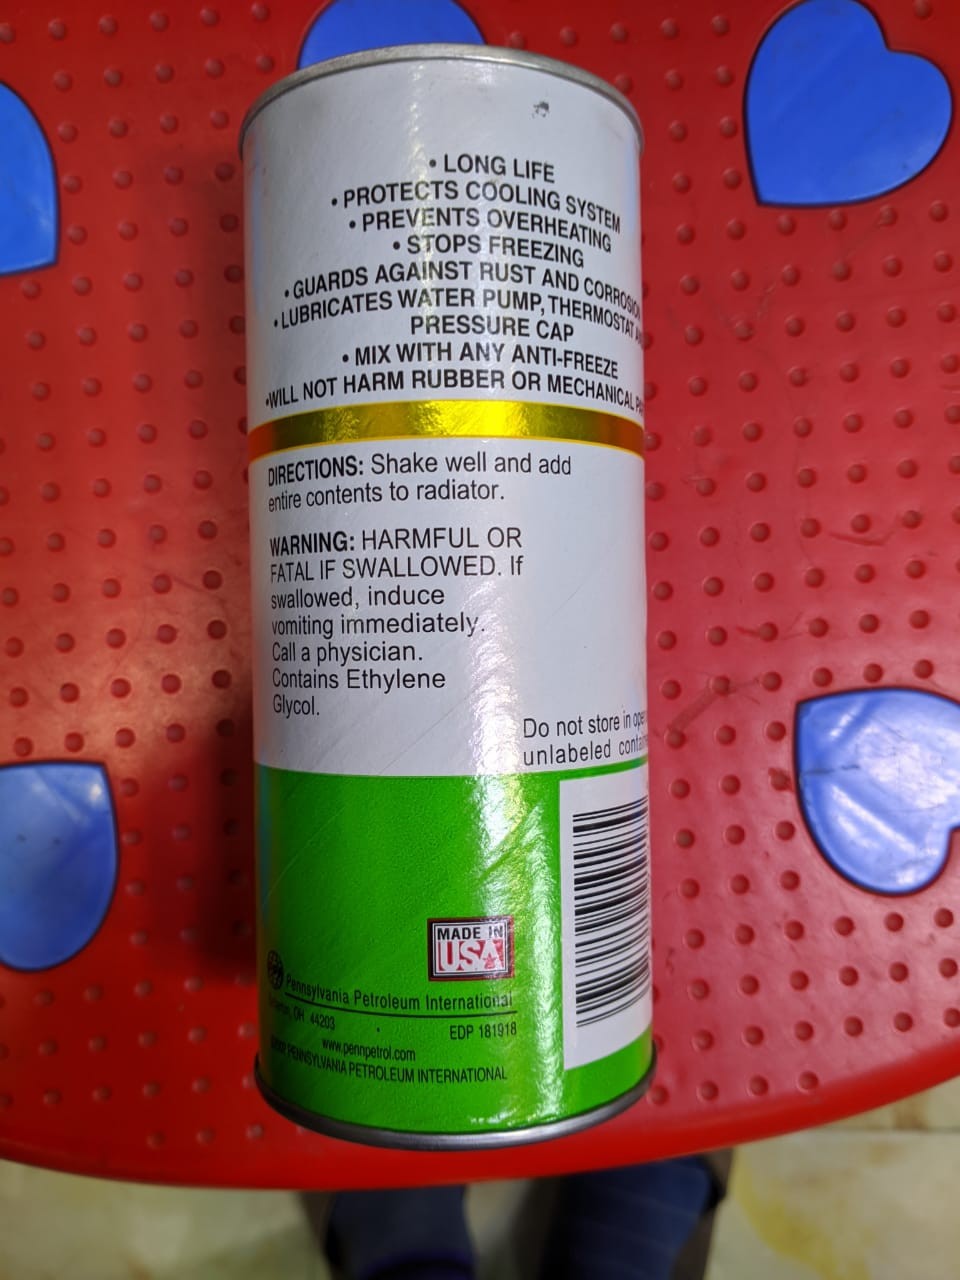 • LONG LIFE
• PROTECTS COOLING SYSTEM
• PREVENTS OVERHEATING
• STOPS FREEZING
• GUARDS AGAINST RUST AND
• LUBRICATES WATER PUMP, THERMOSTAT
PRESSURE CAP
• MIX WITH ANY ANTI-FREEZE
•WILL NOT HARM RUBBER OR MECHANICAL
DIRECTIONS: Shake well and add
entire contents to radiator.
WARNING: HARMFUL OR
FATAL IF SWALLOWED. If
swallowed, induce
vomiting immediately.
Call a physician.
Contains Ethylene
Glycol.
Do not store in
unlabeled
MADE IN
USA
Pennsylvania Petroleum International
OH 44203
EDP 181918
www.pennpetrol.com
PENNSYLVANIA PETROLEUM INTERNATIONAL